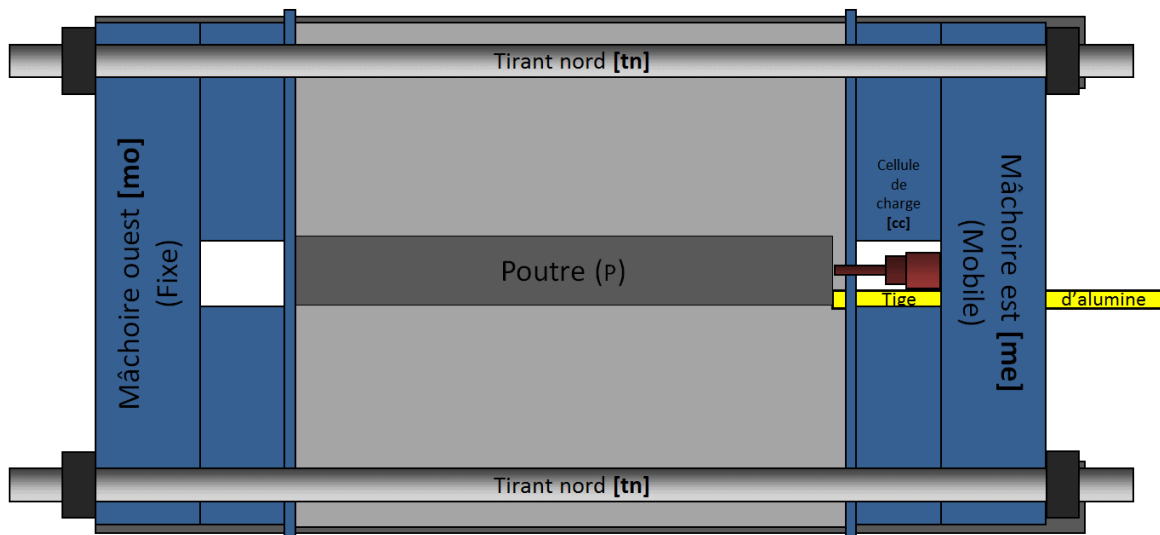 Tirant nord [tn]
Mâchoire ouest [mo]
(Fixe)
Cellule
de
charge
[cc]
Mâchoire est [me]
(Mobile)
Poutre (P)
Tige
d'alumine
Tirant nord [tn]